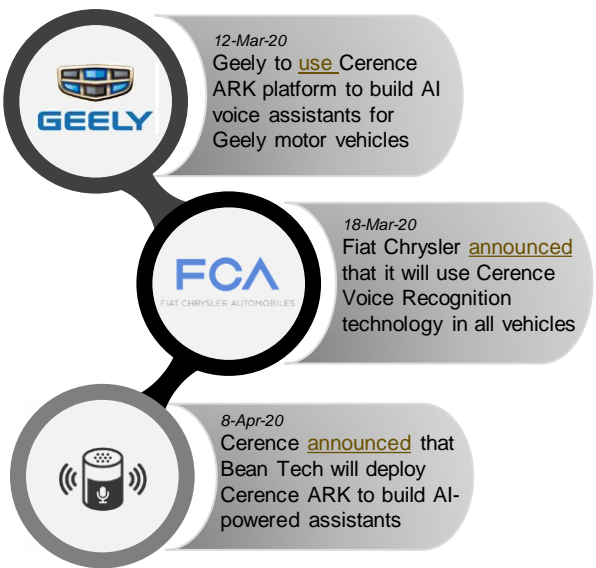 12-Mar-20
Geely to use Cerence
ARK platform to build AI
voice assistants for
Geely motor vehicles
GEELY
18-Mar-20
Fiat Chrysler announced
that it will use Cerence
Voice Recognition
technology in all vehicles
FCA
FIAT CHRYSLER AUTOMOBILES
8-Apr-20
Cerence announced that
Bean Tech will deploy
Cerence ARK to build AI-
powered assistants